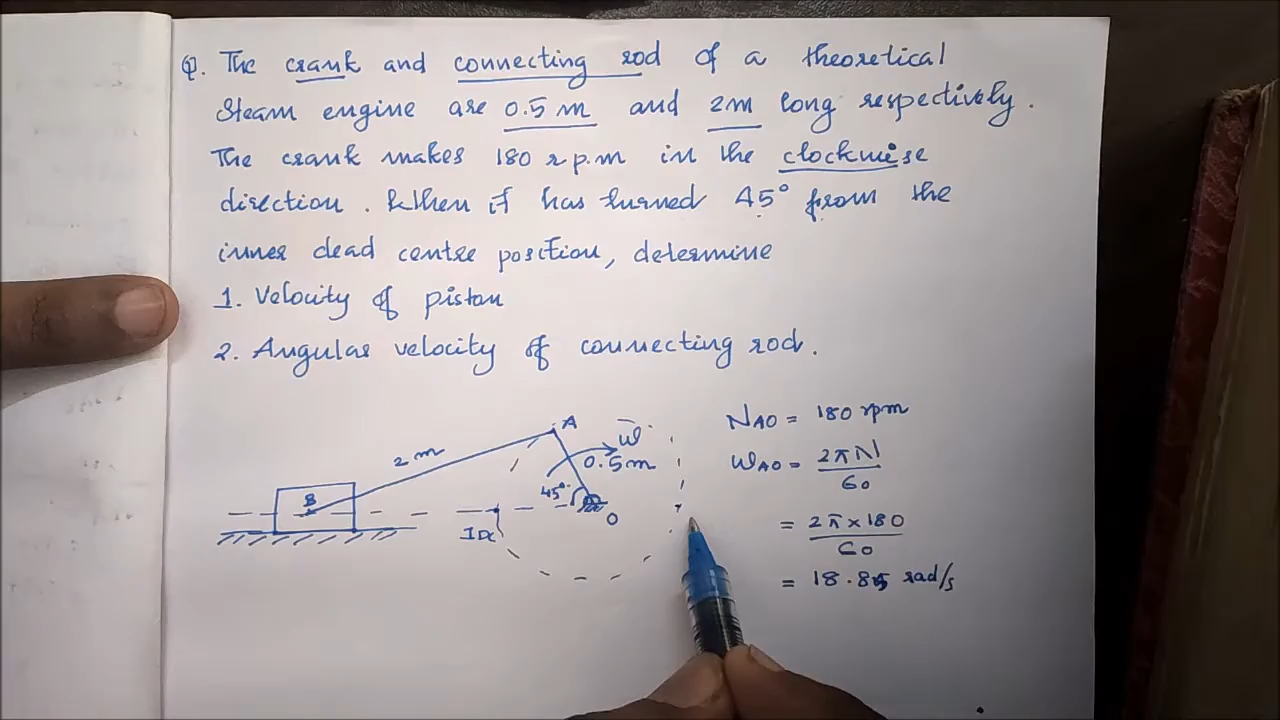 Q. The crank and connecting rod of a theoretical
Steam engine are 0.5 m and 2m long respectively.
The crank makes 180 r.p.m in the clockwise
direction. When it has turned 45° from the
inner dead centre position, determine
1. Velocity of piston
2. Angular velocity of connecting rod.
A
2 m
ω
0.5m
B
45°
O
N_AO = 180 rpm
ω_AO = 2πN/60
= 2π×180/60
= 18.85 rad/s